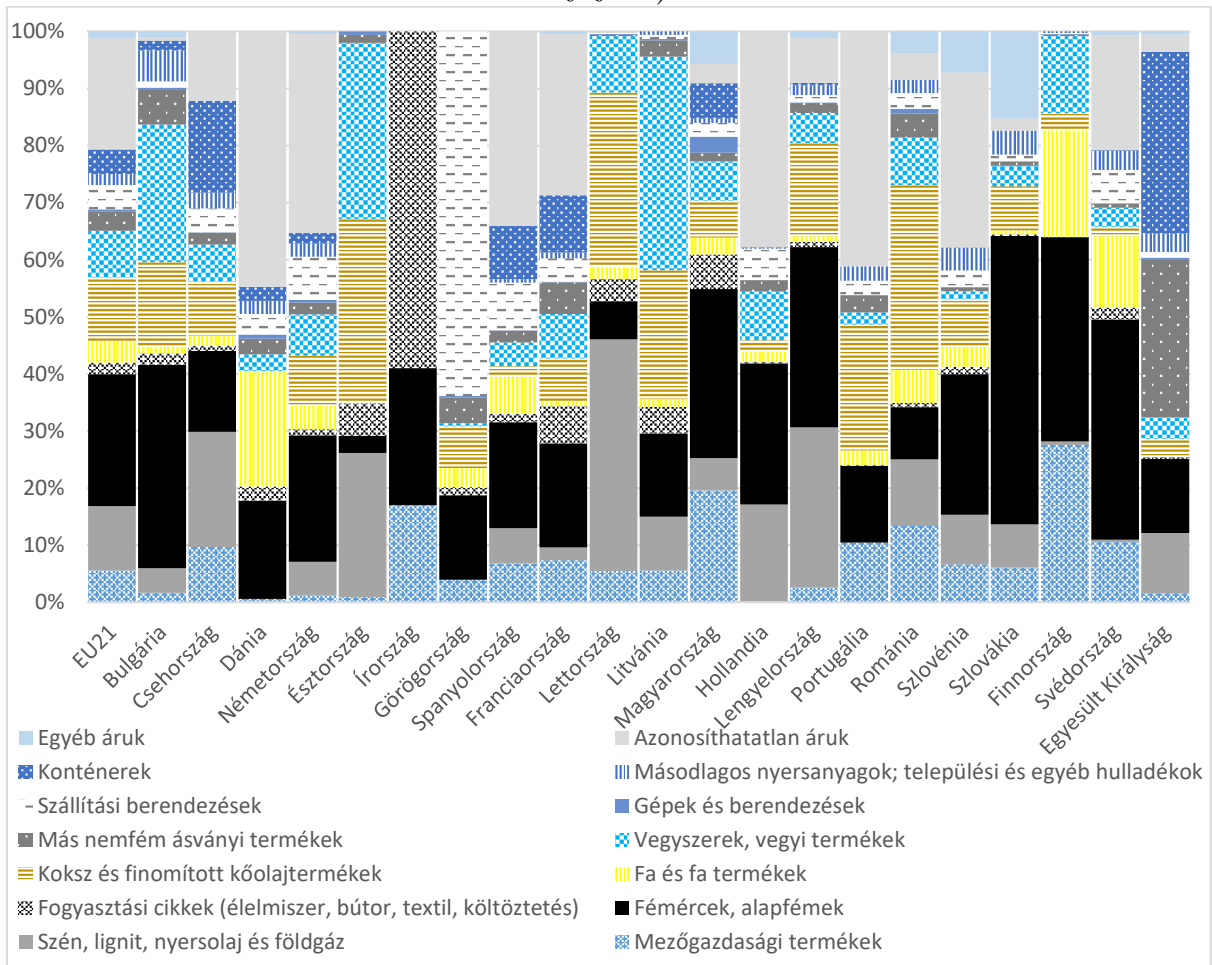 100%
90%
80%
70%
60%
50%
40%
30%
20%
10%
0%
EU21
Bulgária
Csehország
Dánia
Németország
Észtország
Írország
Görögország
Spanyolország
Franciaország
Lettország
Litvánia
Magyarország
Hollandia
Lengyelország
Portugália
Románia
Szlovénia
Szlovákia
Finnország
Svédország
Egyesült Királyság
Egyéb áruk
Azonosíthatatlan áruk
Konténerek
Másodlagos nyersanyagok; települési és egyéb hulladékok
Szállítási berendezések
Gépek és berendezések
Más nemfém ásványi termékek
Vegyszerek, vegyi termékek
Koksz és finomított kőolajtermékek
Fa és fa termékek
Fogyasztási cikkek (élelmiszer, bútor, textil, költöztetés)
Fémércek, alapfémek
Szén, lignit, nyersolaj és földgáz
Mezőgazdasági termékek